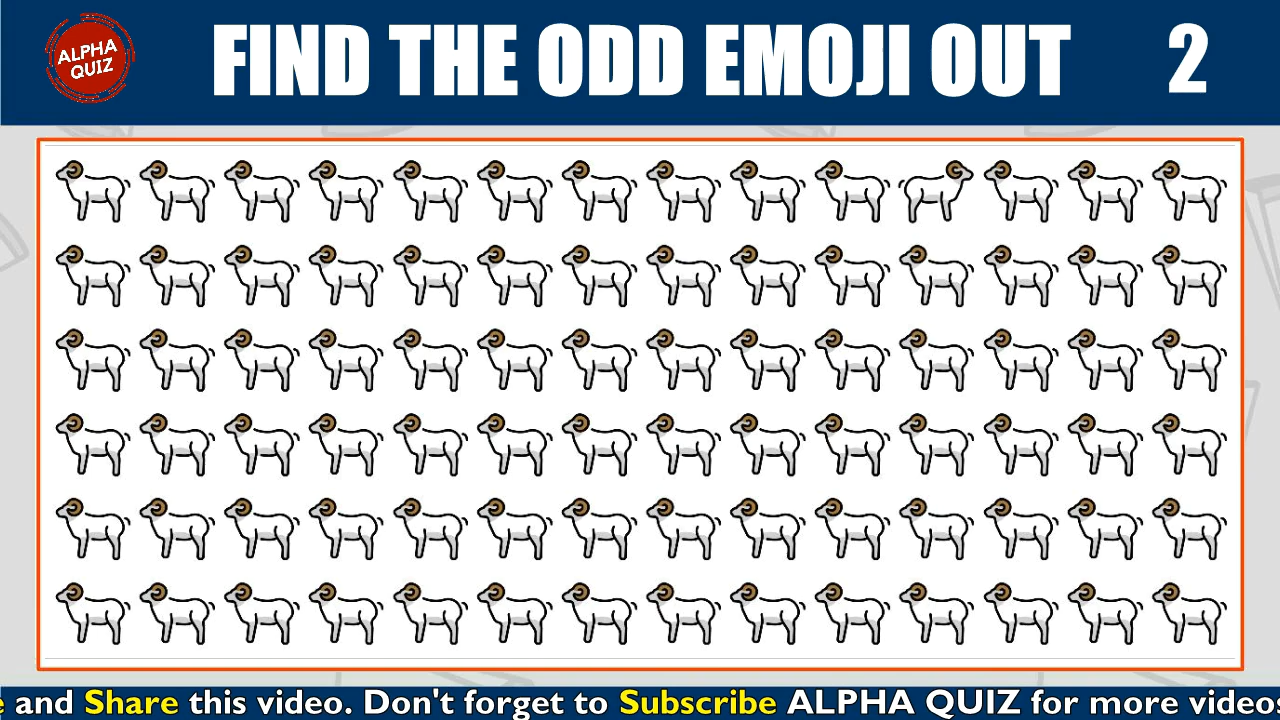 ALPHA
QUIZ
FIND THE ODD EMOJI OUT
2
and Share this video. Don't forget to Subscribe ALPHA QUIZ for more videos